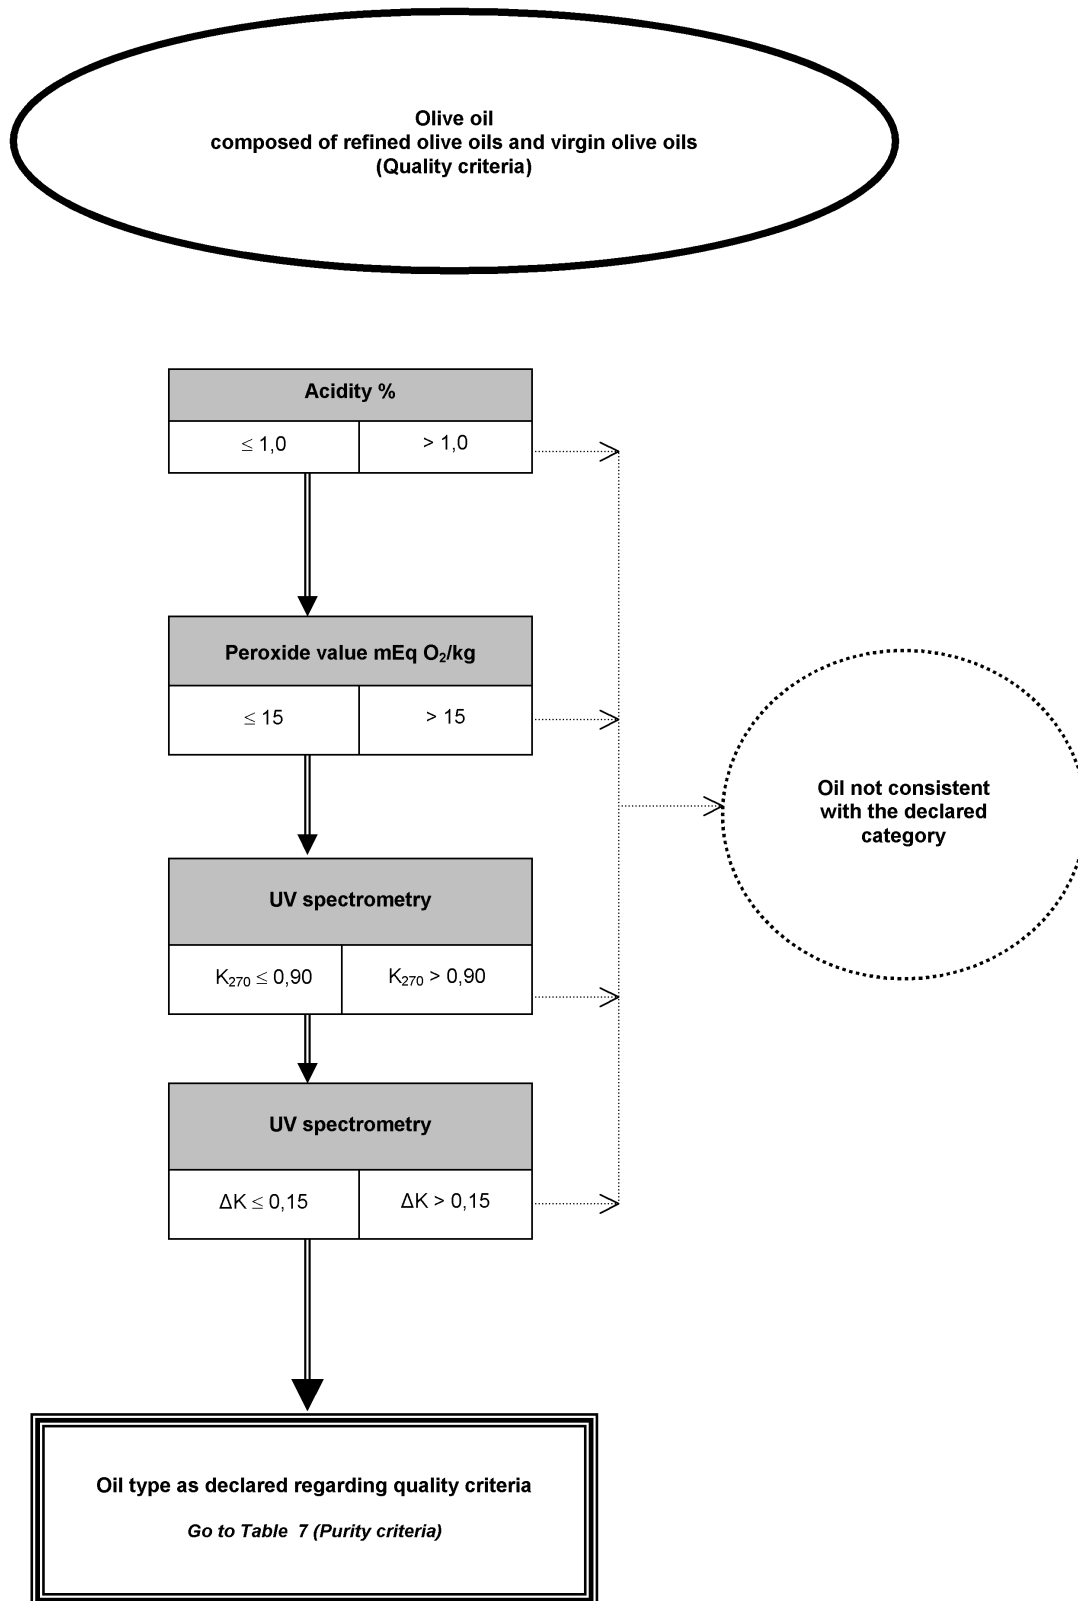 Olive oil
composed of refined olive oils and virgin olive oils
(Quality criteria)
Acidity %
≤ 1,0
> 1,0
Peroxide value mEq O₂/kg
≤ 15
> 15
Oil not consistent
with the declared
category
UV spectrometry
K₂₇₀ ≤ 0,90
K₂₇₀ > 0,90
UV spectrometry
ΔK ≤ 0,15
ΔK > 0,15
Oil type as declared regarding quality criteria
Go to Table 7 (Purity criteria)